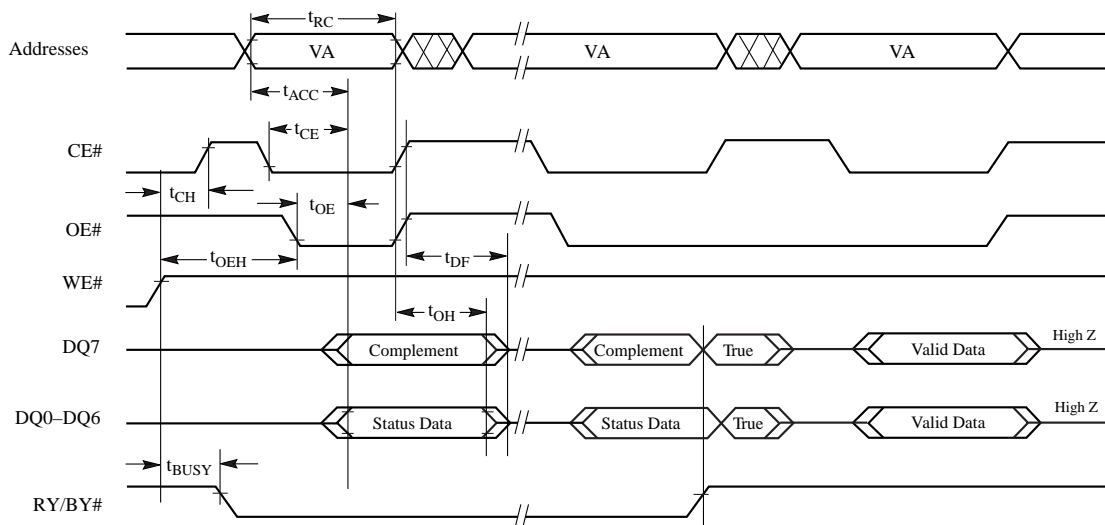 tRC
Addresses VA VA VA
tACC
tCE
CE#
tCH tOE
OE#
tOEH tDF
WE#
tOH
DQ7 Complement Complement True Valid Data High Z
DQ0–DQ6 Status Data Status Data True Valid Data High Z
tBUSY
RY/BY#